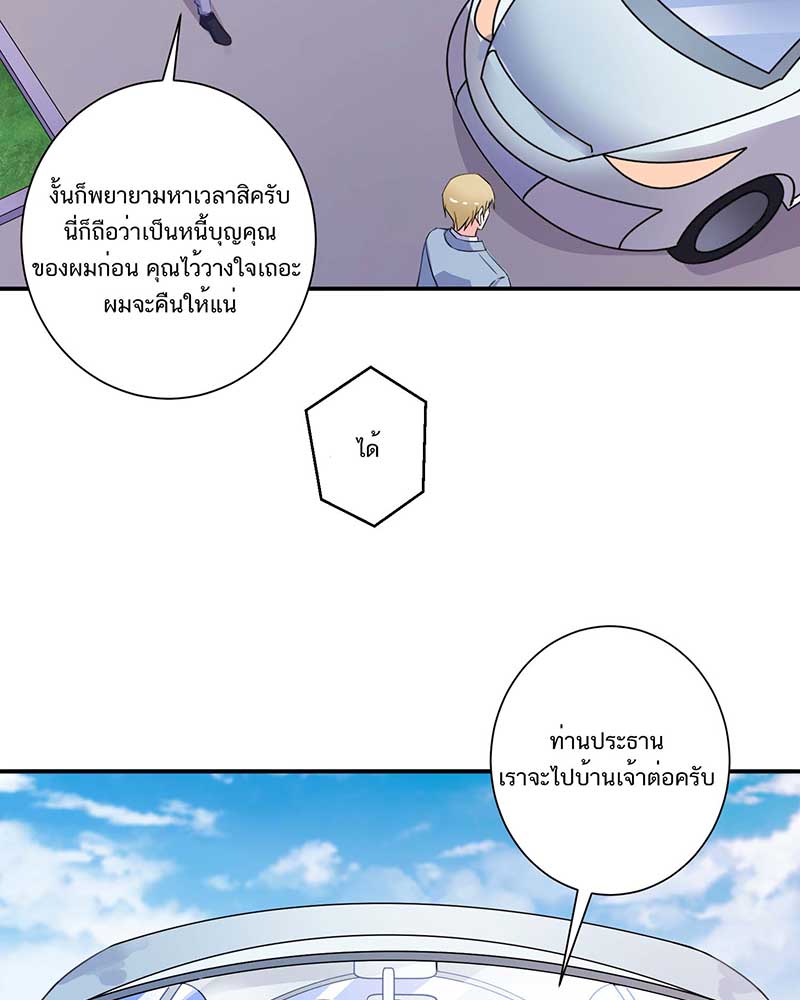 งั้นก็พยายามหาเวลาสิครับ
นี่ก็ถือว่าเป็นหนี้บุญคุณ
ของผมก่อน คุณไว้วางใจเถอะ
ผมจะคืนให้แน่
ได้
ท่านประธาน
เราจะไปบ้านเจ้าต่อครับ